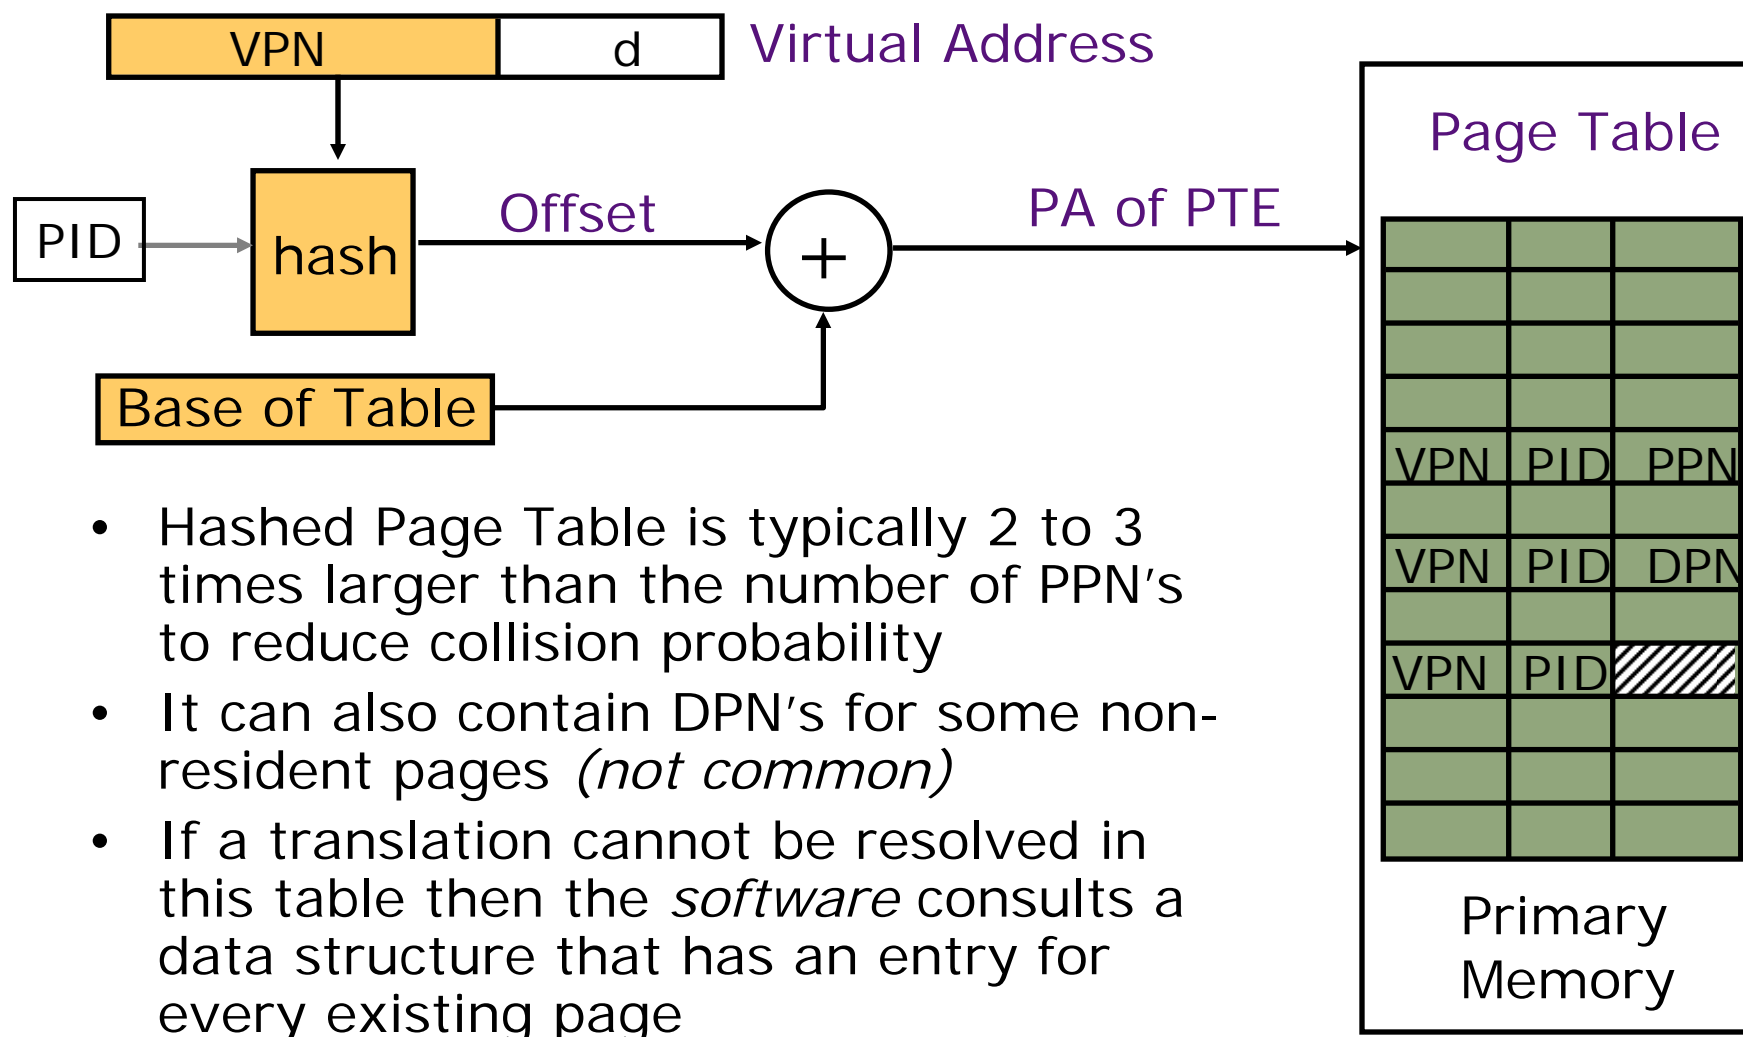 VPN d Virtual Address
Page Table
PID hash Offset + PA of PTE
Base of Table
VPN PID PPN
VPN PID DPN
VPN PID
• Hashed Page Table is typically 2 to 3
times larger than the number of PPN's
to reduce collision probability
• It can also contain DPN's for some non-
resident pages (not common)
• If a translation cannot be resolved in
this table then the software consults a
data structure that has an entry for
every existing page
Primary
Memory